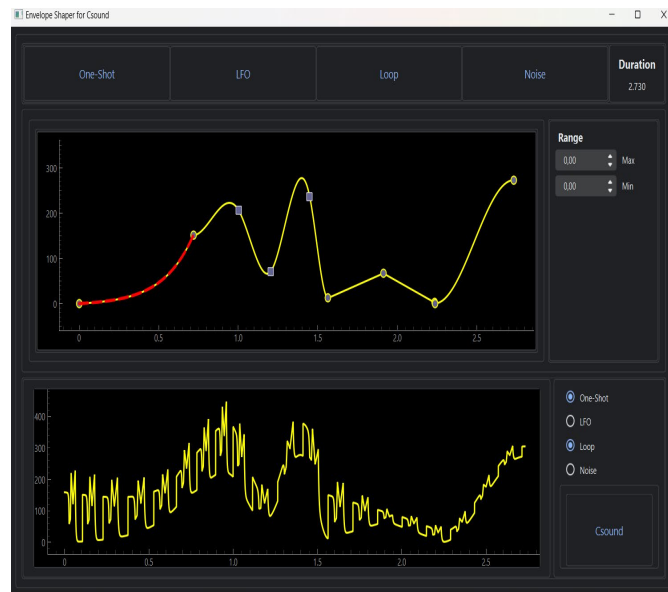 Envelope Shaper for Csound
One-Shot LFO Loop Noise Duration
2.730
Range
0,00 Max
0,00 Min
300
200
100
0
0 0.5 1.0 1.5 2.0 2.5
One-Shot
LFO
Loop
Noise
Csound
400
300
200
100
0
0 0.5 1.0 1.5 2.0 2.5